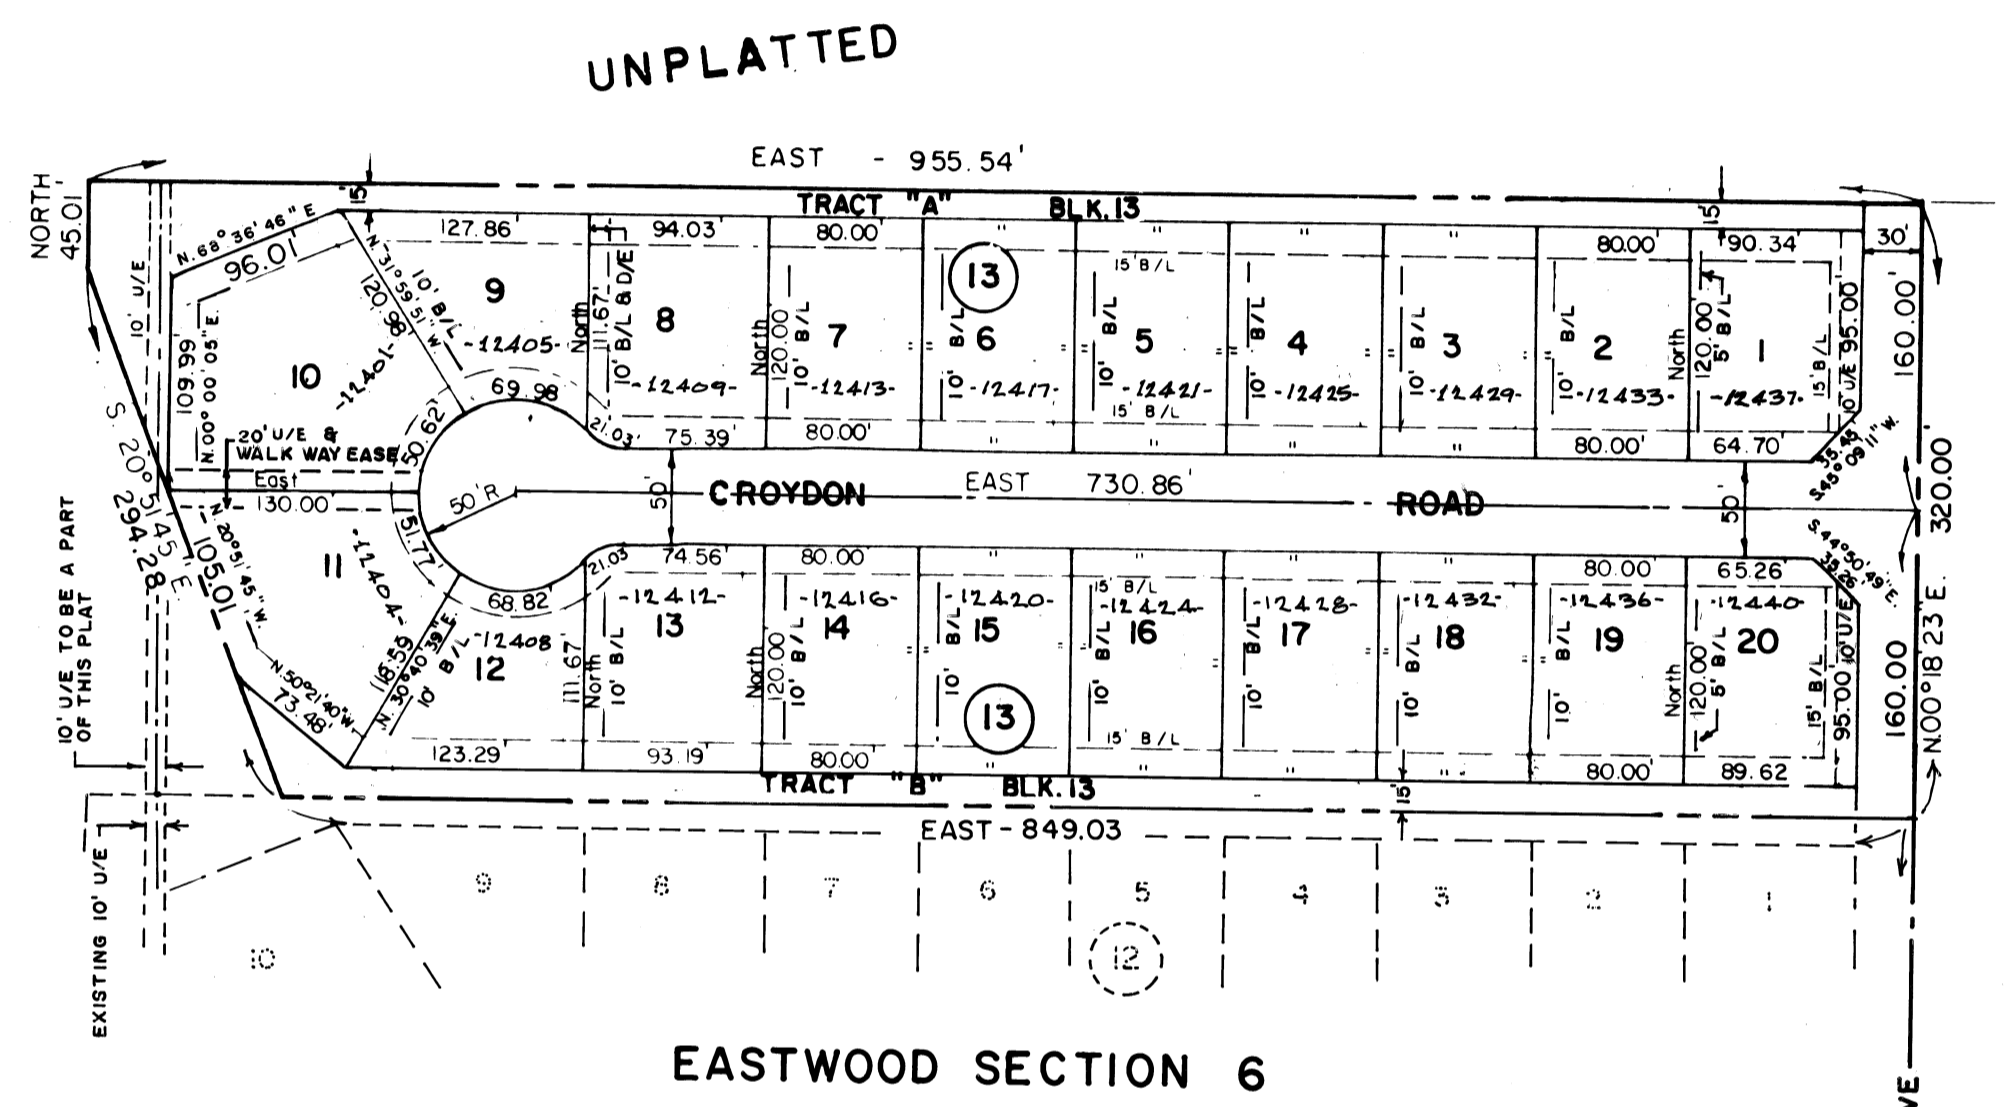 UNPLATTED
EAST - 955.54'
NORTH
45.01'
15'
TRACT "A" BLK. 13
15'
30'
N. 68° 36' 46" E
96.01'
127.86'
94.03'
80.00'
"
"
"
"
80.00'
90.34'
10' U/E
109.99
N.00° 00' 05" E.
10
-12401-
N. 31° 59' 51" W.
120.98
10' B/L
9
-12405-
North
111.67'
10' B/L & D/E
8
-12409-
North
120.00'
10' B/L
7
-12413-
13
"
10' B/L
6
-12417-
"
15' B/L
10' B/L
5
-12421-
15' B/L
"
10' B/L
4
-12425-
"
10' B/L
3
-12429-
"
10' B/L
2
-12433-
North
120.00'
5' B/L
1
-12437-
15' B/L
10' U/E
95.00'
160.00'
69.98
50.62'
21.03'
75.39'
80.00'
"
"
"
"
80.00'
64.70'
35.45'
S.45° 09' 11" W.
20' U/E &
WALK WAY EASE.
East
130.00'
50' R
50'
CROYDON ROAD
EAST 730.86'
50'
320.00'
S. 20° 51' 45" E
294.28
N. 20° 51' 45" W.
105.01
51.77'
68.82'
21.03
74.56'
80.00'
"
"
"
"
80.00'
65.26'
S. 44° 50' 49" E.
35.26'
11
-12404-
N. 50° 21' 40" W.
73.48'
118.59
N. 30° 40' 39" E.
10' B/L
-12408
12
111.67'
North
10' B/L
-12412-
13
North
120.00'
10' B/L
-12416-
14
"
10' B/L
-12420-
15
13
"
15' B/L
10' B/L
-12424-
16
15' B/L
"
10' B/L
-12428-
17
"
10' B/L
-12432-
18
"
10' B/L
-12436-
19
North
120.00'
5' B/L
-12440-
20
15' B/L
95.00'
10' U/E
160.00
N.00° 18' 23" E.
123.29'
93.19'
80.00'
"
"
"
"
80.00'
89.62
TRACT "B" BLK. 13
15'
EAST - 849.03
10' U/E TO BE A PART
OF THIS PLAT
EXISTING 10' U/E
10
9
8
7
6
5
4
3
2
1
12
EASTWOOD SECTION 6
VE